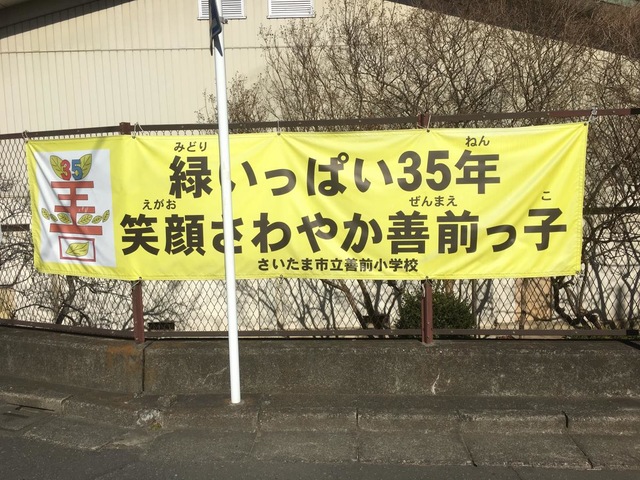 35
善
みどり ねん
緑いっぱい35年
えがお ぜんまえ こ
笑顔さわやか善前っ子
さいたま市立善前小学校